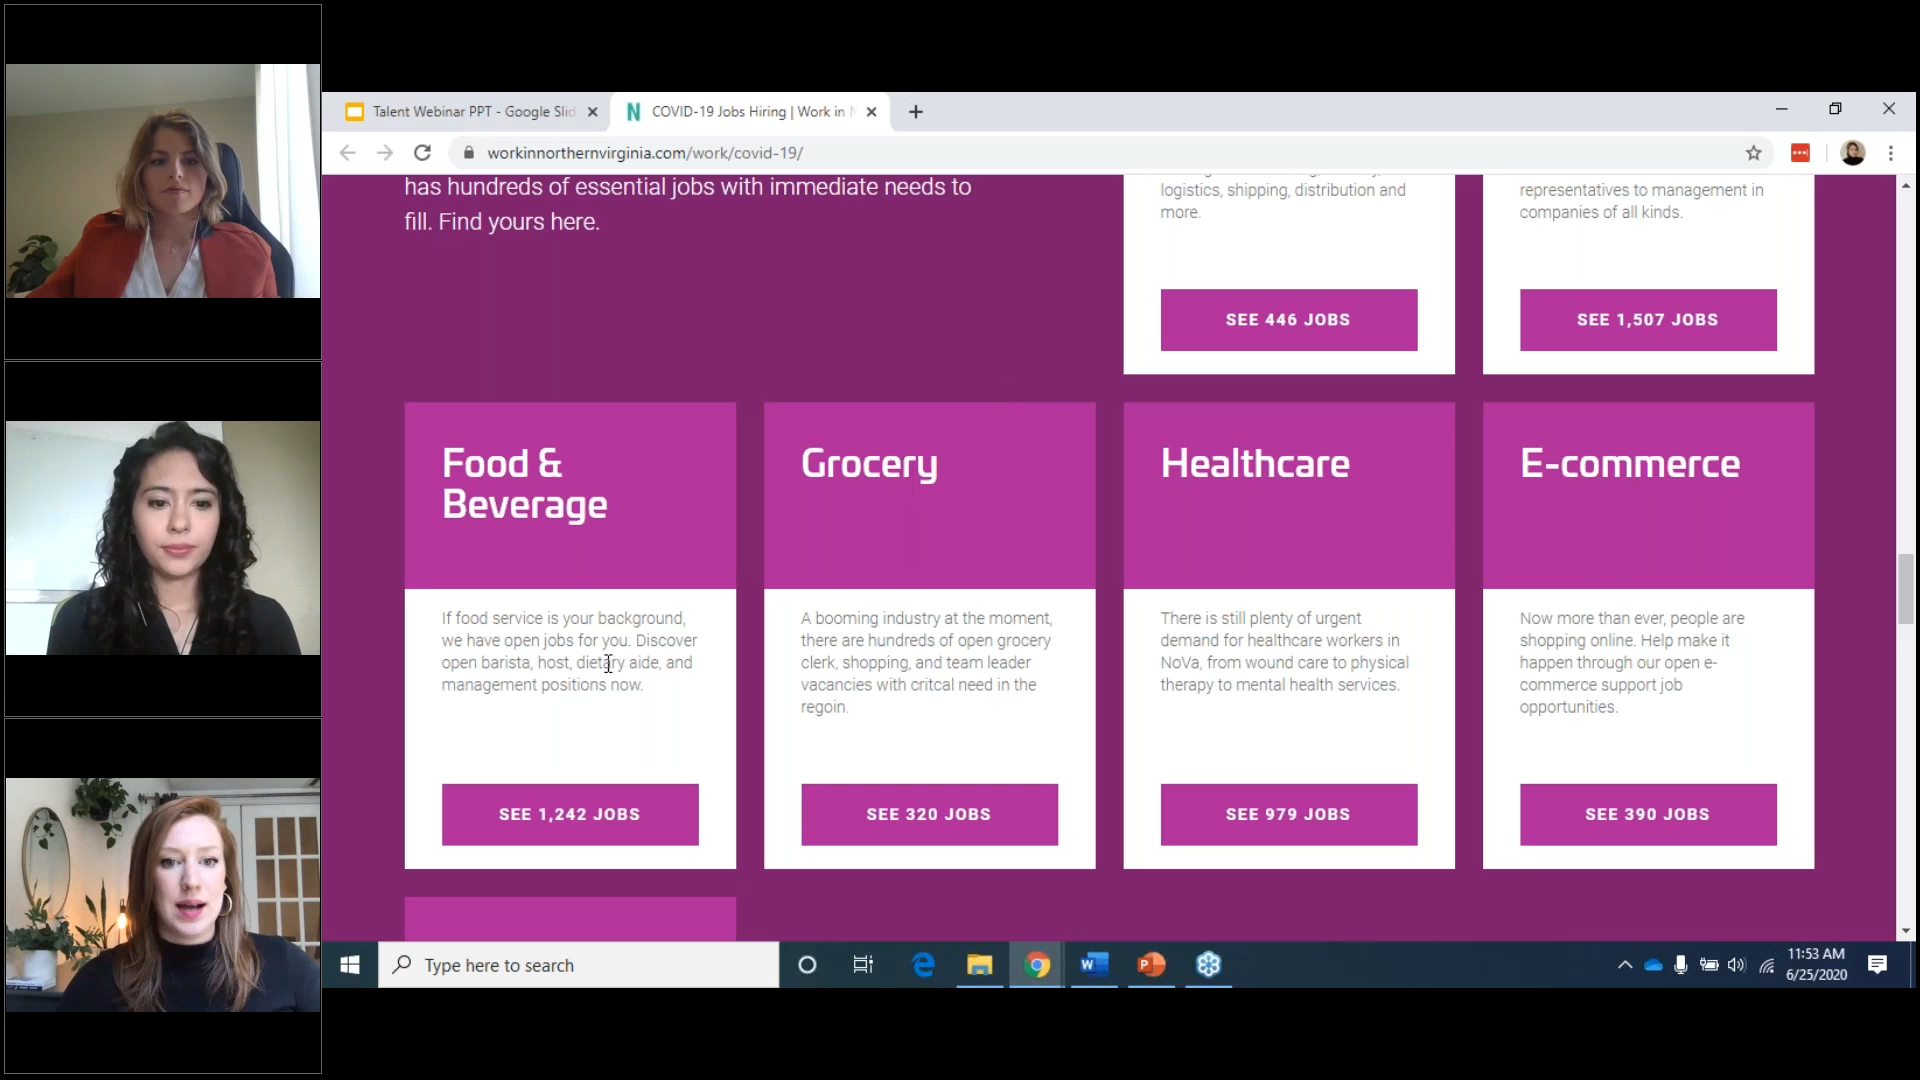 Talent Webinar PPT - Google Slid
COVID-19 Jobs Hiring | Work in N
workinnorthernvirginia.com/work/covid-19/
has hundreds of essential jobs with immediate needs to
fill. Find yours here.
logistics, shipping, distribution and
more.
SEE 446 JOBS
representatives to management in
companies of all kinds.
SEE 1,507 JOBS
Food &
Beverage
If food service is your background,
we have open jobs for you. Discover
open barista, host, dietary aide, and
management positions now.
SEE 1,242 JOBS
Grocery
A booming industry at the moment,
there are hundreds of open grocery
clerk, shopping, and team leader
vacancies with critcal need in the
regoin.
SEE 320 JOBS
Healthcare
There is still plenty of urgent
demand for healthcare workers in
NoVa, from wound care to physical
therapy to mental health services.
SEE 979 JOBS
E-commerce
Now more than ever, people are
shopping online. Help make it
happen through our open e-
commerce support job
opportunities.
SEE 390 JOBS
Type here to search
11:53 AM
6/25/2020